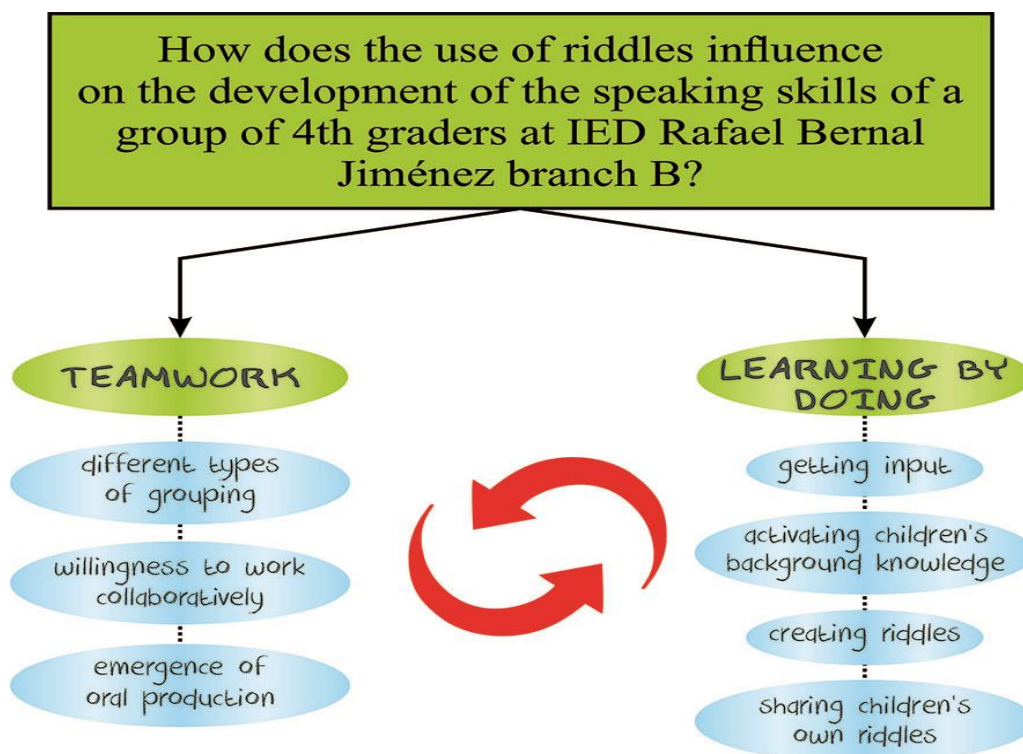 How does the use of riddles influence
on the development of the speaking skills of a
group of 4th graders at IED Rafael Bernal
Jiménez branch B?
TEAMWORK
different types
of grouping
willingness to work
collaboratively
emergence of
oral production
LEARNING BY
DOING
getting input
activating children's
background knowledge
creating riddles
sharing children's
own riddles